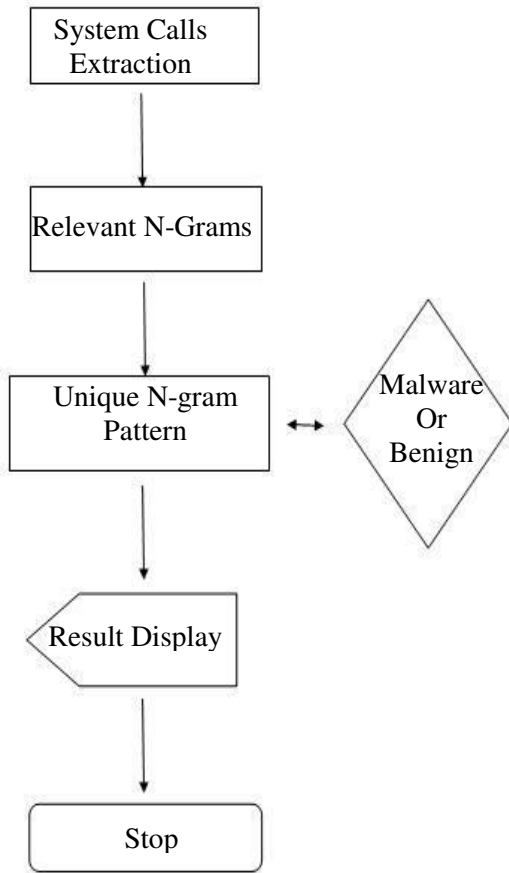 System Calls
Extraction
Relevant N-Grams
Unique N-gram
Pattern
Malware
Or
Benign
Result Display
Stop